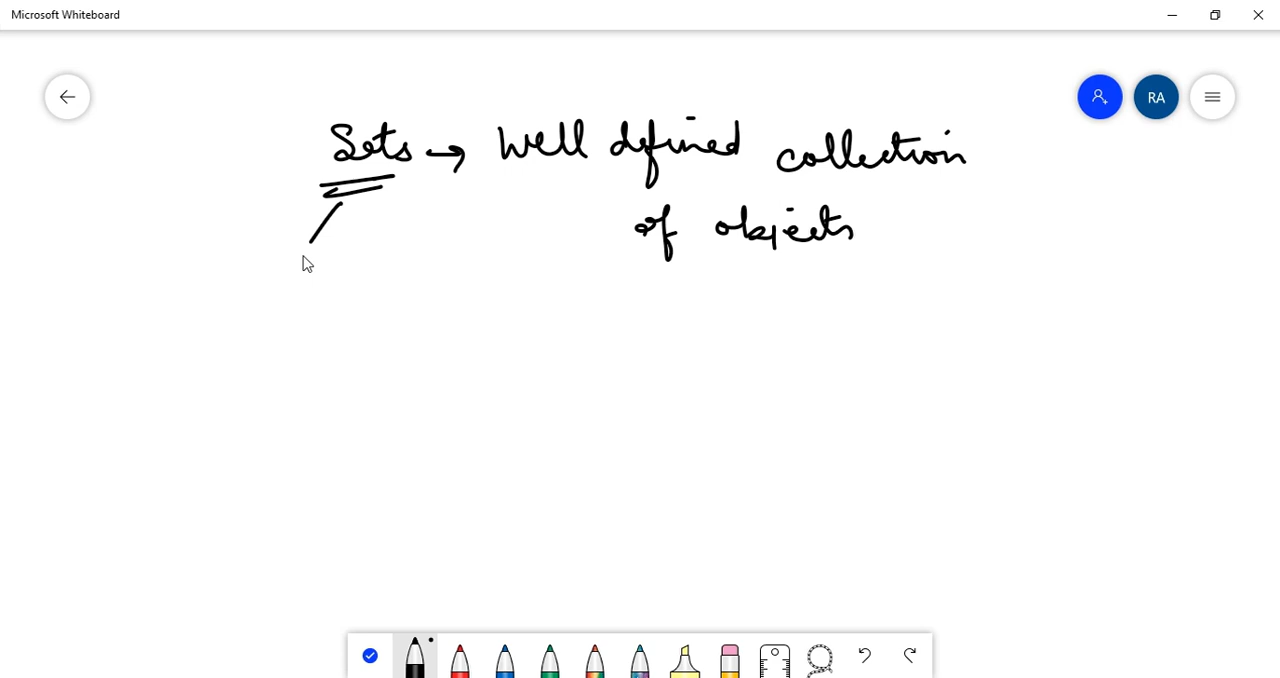 Microsoft Whiteboard
RA
Sets → Well defined collection
of objects